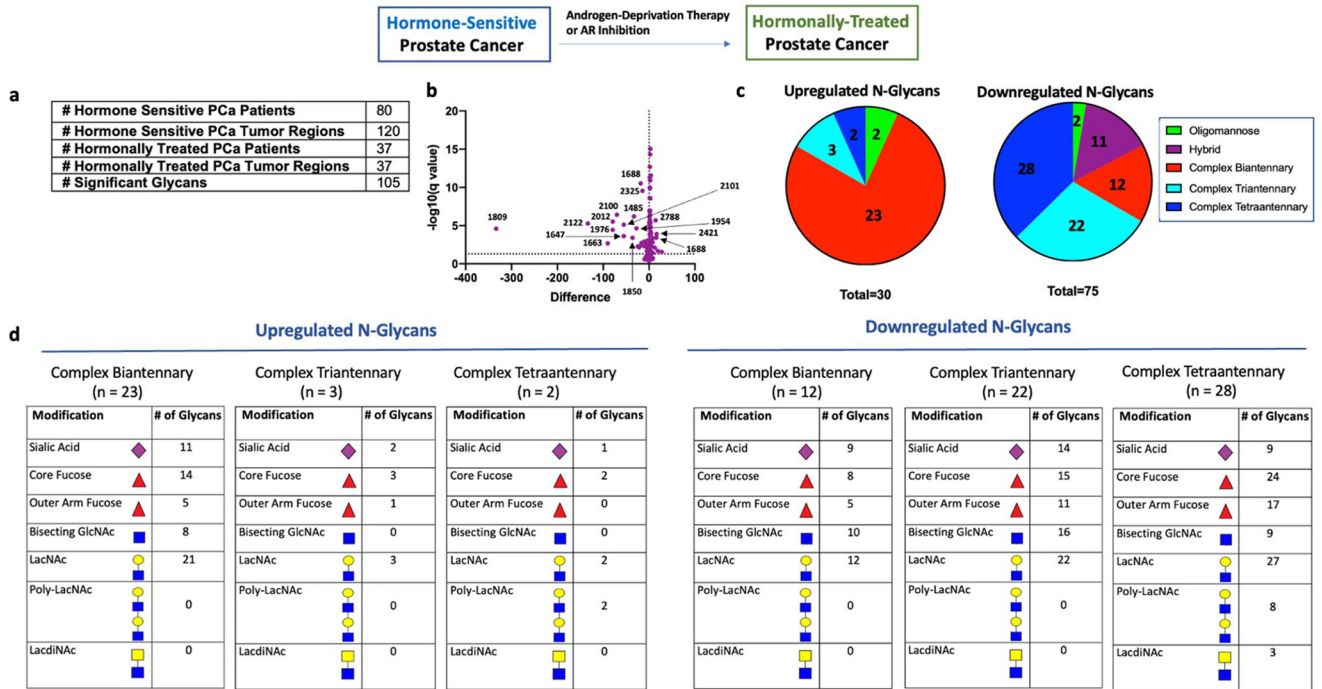 Hormone-Sensitive
Prostate Cancer
Androgen-Deprivation Therapy
or AR Inhibition
Hormonally-Treated
Prostate Cancer
a
# Hormone Sensitive PCa Patients 80
# Hormone Sensitive PCa Tumor Regions 120
# Hormonally Treated PCa Patients 37
# Hormonally Treated PCa Tumor Regions 37
# Significant Glycans 105
b
-log10(q value)
20
15
10
5
0
-400 -300 -200 -100 0 100
Difference
1809
2122
2100
2012
1976
1647
1663
1688
2325
1485
2101
2788
1954
2421
1688
1850
c
Upregulated N-Glycans
2
2
3
23
Total=30
Downregulated N-Glycans
2
11
12
22
28
Total=75
Oligomannose
Hybrid
Complex Biantennary
Complex Triantennary
Complex Tetraantennary
d
Upregulated N-Glycans
Complex Biantennary
(n = 23)
Modification # of Glycans
Sialic Acid 11
Core Fucose 14
Outer Arm Fucose 5
Bisecting GlcNAc 8
LacNAc 21
Poly-LacNAc 0
LacdiNAc 0
Complex Triantennary
(n = 3)
Modification # of Glycans
Sialic Acid 2
Core Fucose 3
Outer Arm Fucose 1
Bisecting GlcNAc 0
LacNAc 3
Poly-LacNAc 0
LacdiNAc 0
Complex Tetraantennary
(n = 2)
Modification # of Glycans
Sialic Acid 1
Core Fucose 2
Outer Arm Fucose 0
Bisecting GlcNAc 0
LacNAc 2
Poly-LacNAc 2
LacdiNAc 0
Downregulated N-Glycans
Complex Biantennary
(n = 12)
Modification # of Glycans
Sialic Acid 9
Core Fucose 8
Outer Arm Fucose 5
Bisecting GlcNAc 10
LacNAc 12
Poly-LacNAc 0
LacdiNAc 0
Complex Triantennary
(n = 22)
Modification # of Glycans
Sialic Acid 14
Core Fucose 15
Outer Arm Fucose 11
Bisecting GlcNAc 16
LacNAc 22
Poly-LacNAc 0
LacdiNAc 0
Complex Tetraantennary
(n = 28)
Modification # of Glycans
Sialic Acid 9
Core Fucose 24
Outer Arm Fucose 17
Bisecting GlcNAc 9
LacNAc 27
Poly-LacNAc 8
LacdiNAc 3